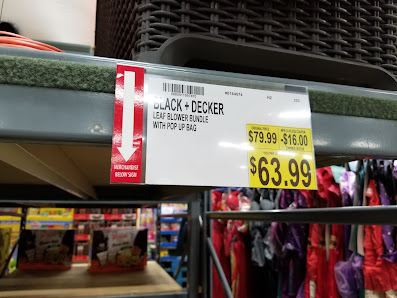 BLACK + DECKER
LEAF BLOWER BUNDLE
WITH POP UP BAG
$79.99 -$16.00
$63.99
MERCHANDISE
BELOW SIGN